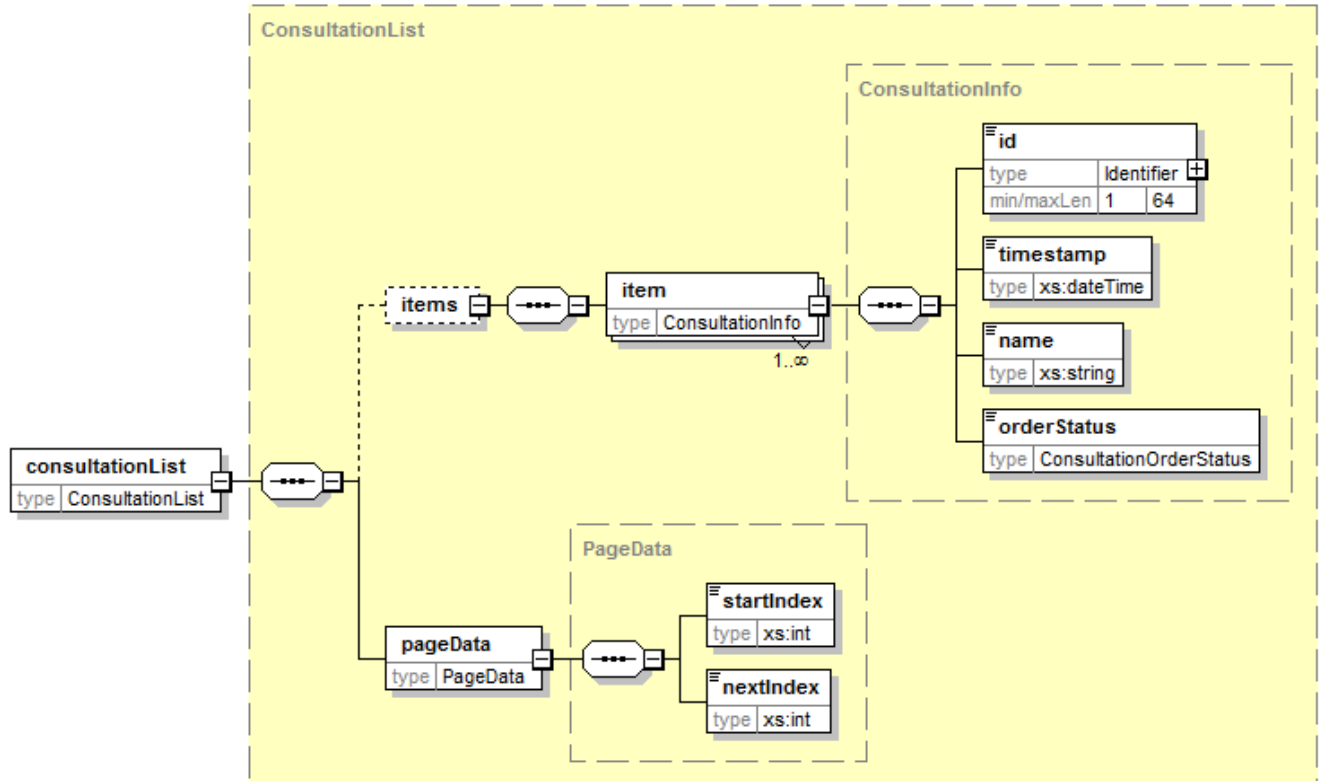 ConsultationList
ConsultationInfo
id
type Identifier
min/maxLen 1 64
timestamp
type xs:dateTime
items
item
type ConsultationInfo
1..∞
name
type xs:string
orderStatus
type ConsultationOrderStatus
consultationList
type ConsultationList
PageData
startIndex
type xs:int
pageData
type PageData
nextIndex
type xs:int